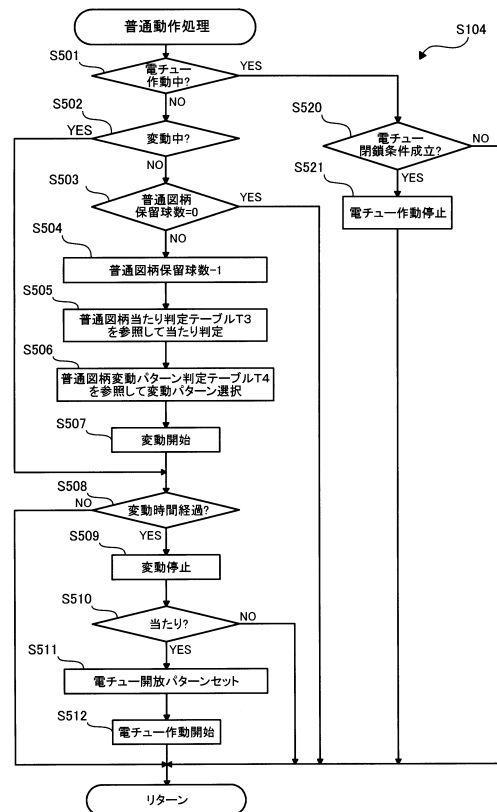 普通動作処理
S104
S501
電チュー
作動中?
YES
NO
S502
変動中?
YES
NO
S520
電チュー
閉鎖条件成立?
NO
YES
S503
普通図柄
保留球数=0
YES
NO
S521
電チュー作動停止
S504
普通図柄保留球数-1
S505
普通図柄当たり判定テーブルT3
を参照して当たり判定
S506
普通図柄変動パターン判定テーブルT4
を参照して変動パターン選択
S507
変動開始
S508
変動時間経過?
NO
YES
S509
変動停止
S510
当たり?
NO
YES
S511
電チュー開放パターンセット
S512
電チュー作動開始
リターン